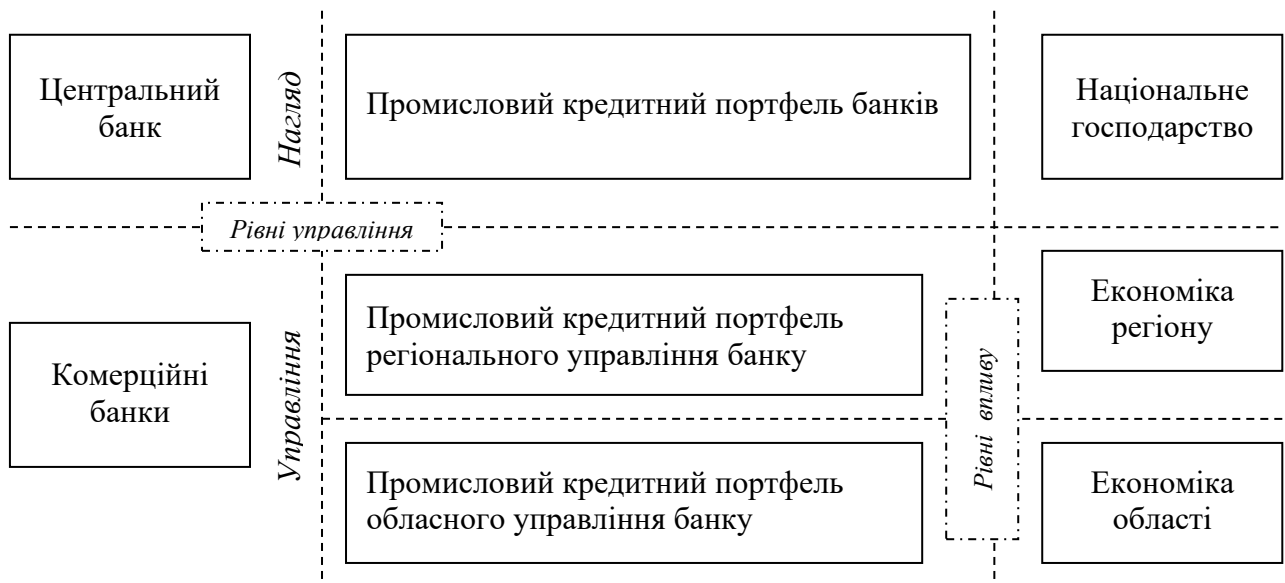 Центральний
банк
Нагляд
Промисловий кредитний портфель банків
Національне
господарство
Рівні управління
Комерційні
банки
Управління
Промисловий кредитний портфель
регіонального управління банку
Рівні впливу
Економіка
регіону
Промисловий кредитний портфель
обласного управління банку
Економіка
області